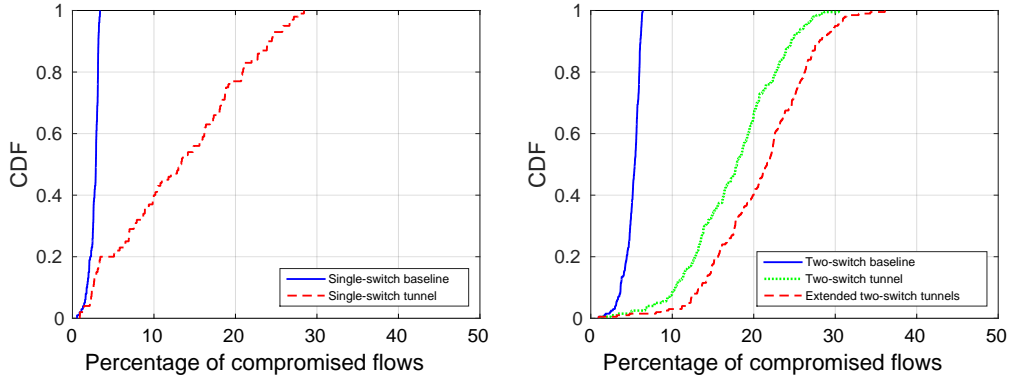 1
0.8
0.6
0.4
0.2
0
CDF
0 10 20 30 40 50
Percentage of compromised flows
Single-switch baseline
Single-switch tunnel
1
0.8
0.6
0.4
0.2
0
CDF
0 10 20 30 40 50
Percentage of compromised flows
Two-switch baseline
Two-switch tunnel
Extended two-switch tunnels